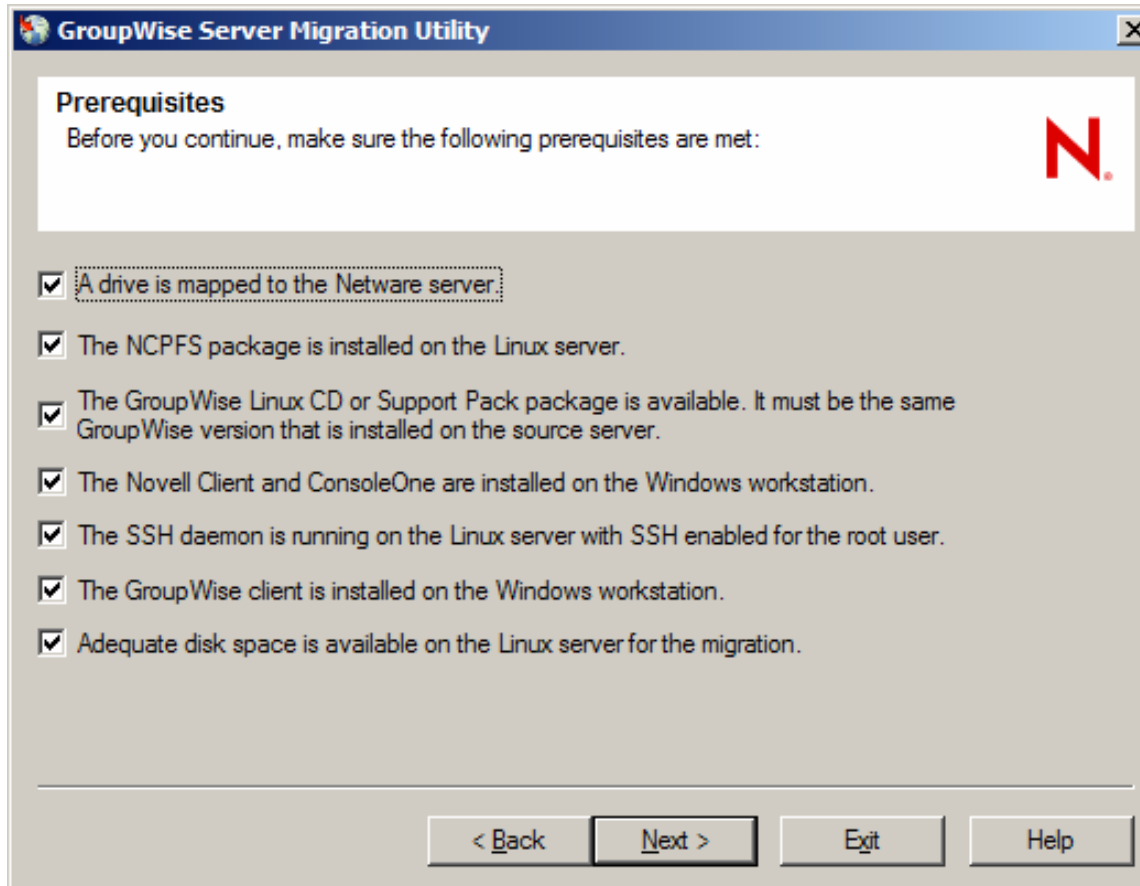 GroupWise Server Migration Utility
Prerequisites
Before you continue, make sure the following prerequisites are met:
N®
A drive is mapped to the Netware server.
The NCPFS package is installed on the Linux server.
The GroupWise Linux CD or Support Pack package is available. It must be the same
GroupWise version that is installed on the source server.
The Novell Client and ConsoleOne are installed on the Windows workstation.
The SSH daemon is running on the Linux server with SSH enabled for the root user.
The GroupWise client is installed on the Windows workstation.
Adequate disk space is available on the Linux server for the migration.
< Back
Next >
Exit
Help